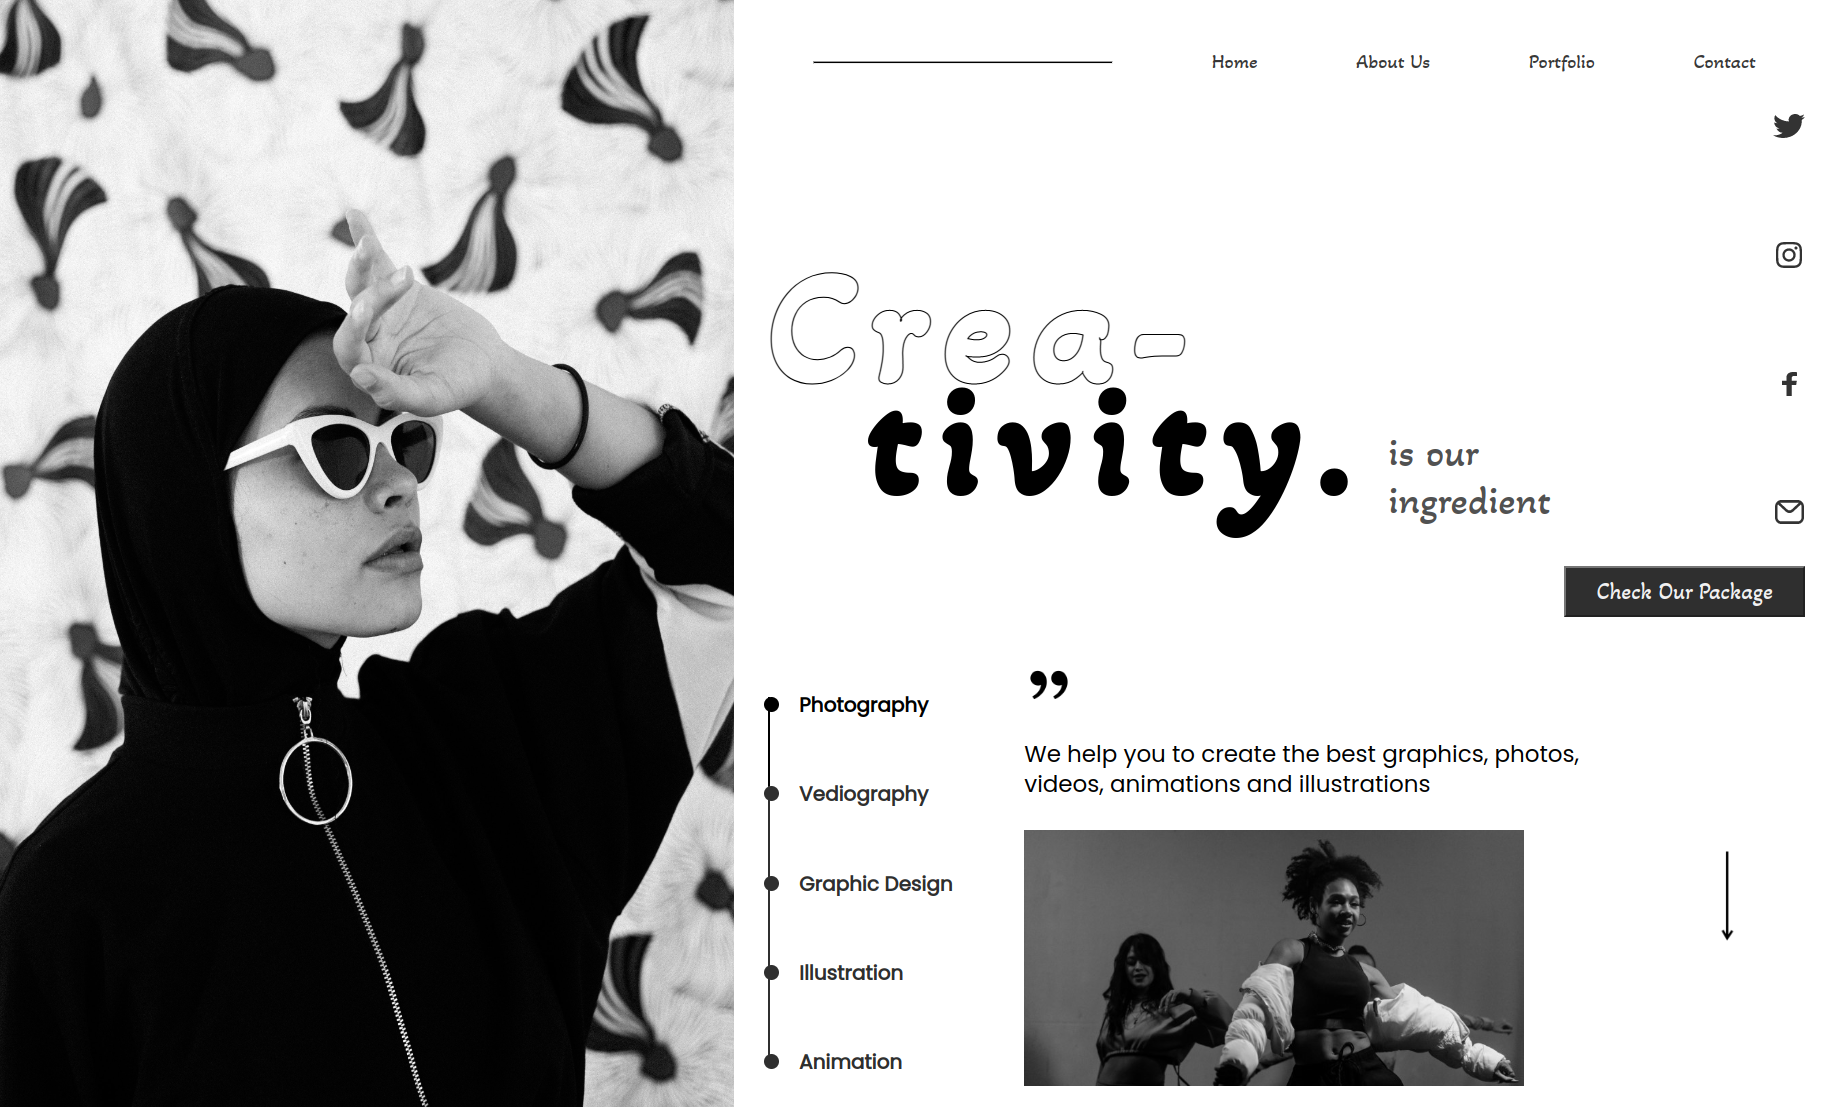 Home
About Us
Portfolio
Contact
Crea-
tivity.
is our
ingredient
Check Our Package
Photography
Vediography
Graphic Design
Illustration
Animation
”
We help you to create the best graphics, photos,
videos, animations and illustrations